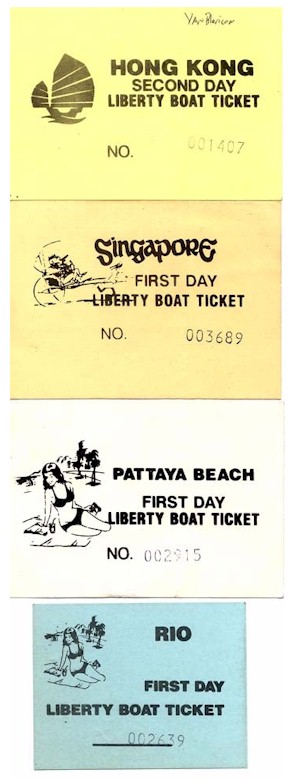 HONG KONG
SECOND DAY
LIBERTY BOAT TICKET
NO. 001407
Singapore
FIRST DAY
LIBERTY BOAT TICKET
NO. 003689
PATTAYA BEACH
FIRST DAY
LIBERTY BOAT TICKET
NO. 002915
RIO
FIRST DAY
LIBERTY BOAT TICKET
002639